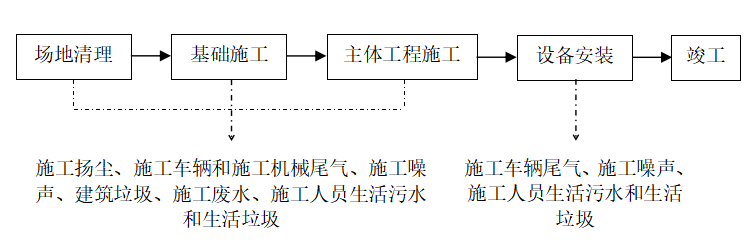 场地清理
基础施工
主体工程施工
设备安装
竣工
施工扬尘、施工车辆和施工机械尾气、施工噪
声、建筑垃圾、施工废水、施工人员生活污水
和生活垃圾
施工车辆尾气、施工噪声、
施工人员生活污水和生活
垃圾